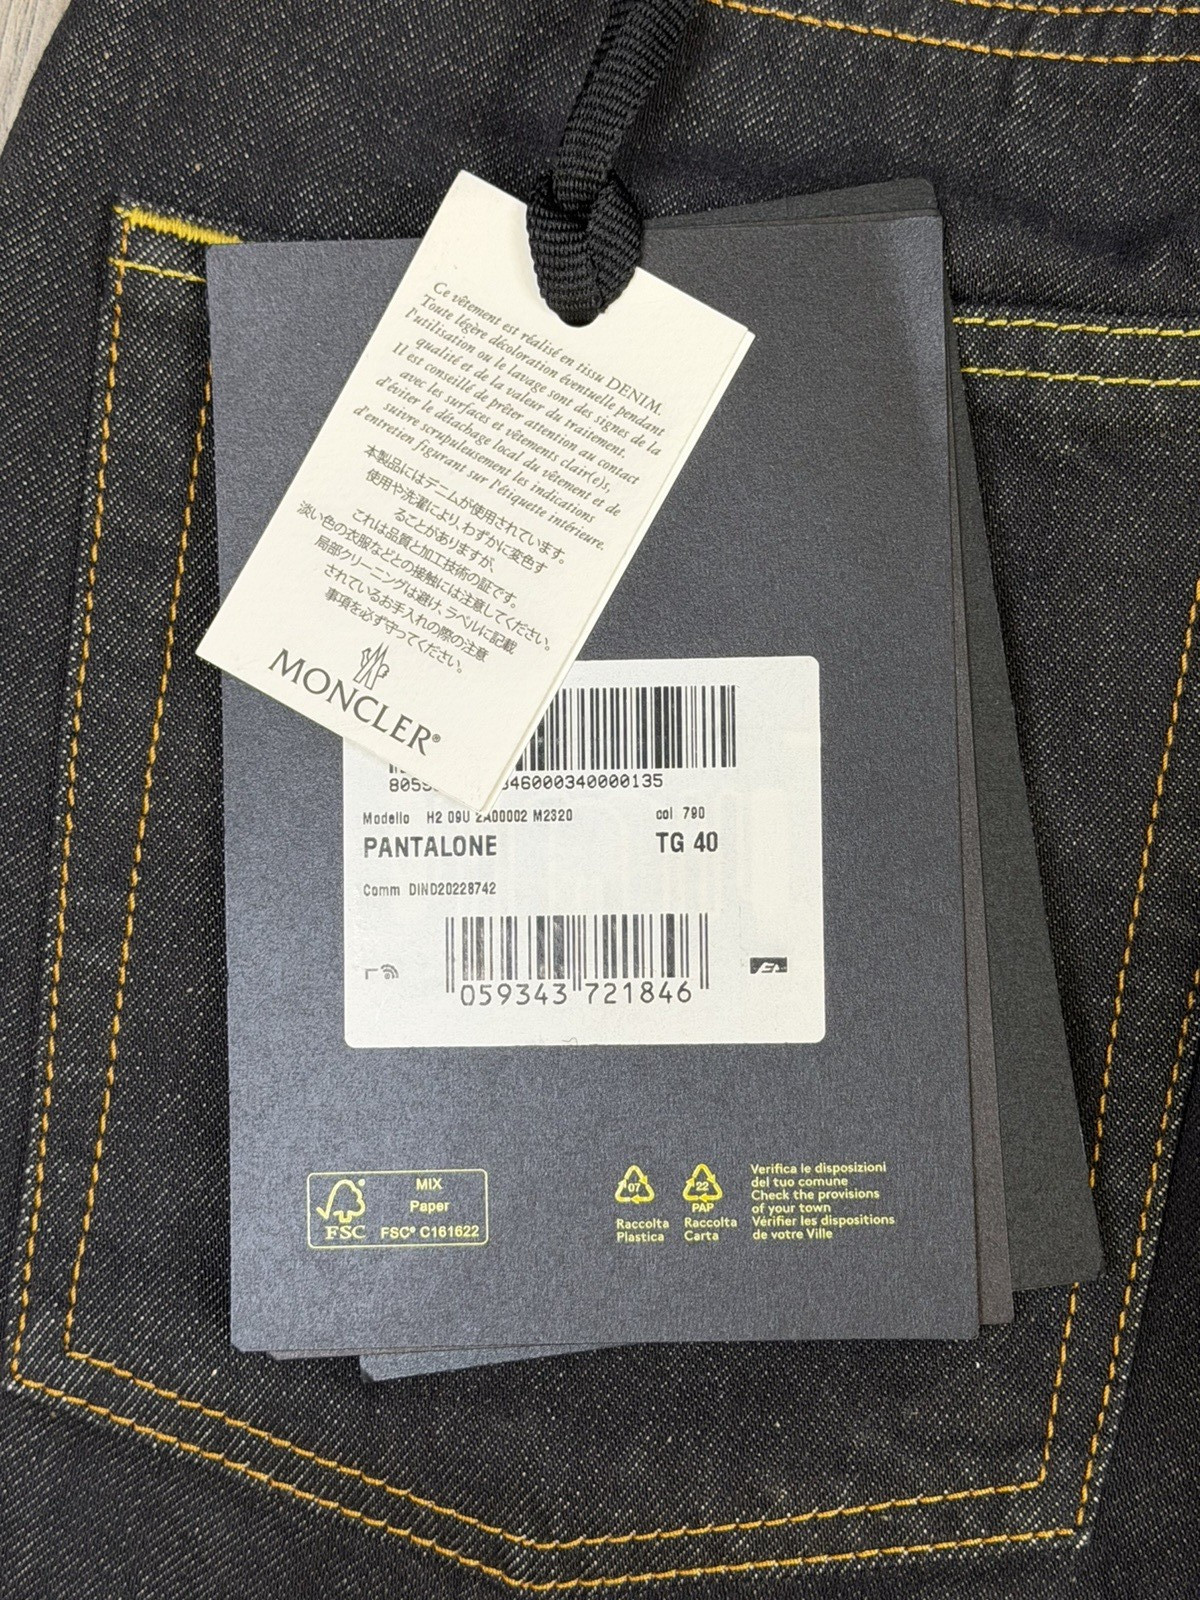 Ce vêtement est réalisé en tissu DENIM.
Toute légère décoloration éventuelle pendant
l'utilisation ou le lavage sont des signes de la
qualité et de la valeur du traitement.
Il est conseillé de prêter attention au contact
avec les surfaces et vêtements clair(e)s,
d'éviter le détachage local du vêtement et de
suivre scrupuleusement les indications
d'entretien figurant sur l'étiquette intérieure.
本製品にはデニムが使用されています。
使用や洗濯により、わずかに変色す
ることがありますが、
これは品質と加工技術の証です。
淡い色の衣服などとの接触には注意してください。
局部クリーニングは避け、ラベルに記載
されているお手入れの際の注意
事項を必ず守ってください。
MONCLER®
46000340000135
Modello H2 09U 2A00002 M2320 col 790
PANTALONE TG 40
Comm DIND20228742
059343 721846
FSC
MIX
Paper
FSC® C161622
07
Raccolta
Plastica
22
PAP
Raccolta
Carta
Verifica le disposizioni
del tuo comune
Check the provisions
of your town
Vérifier les dispositions
de votre Ville